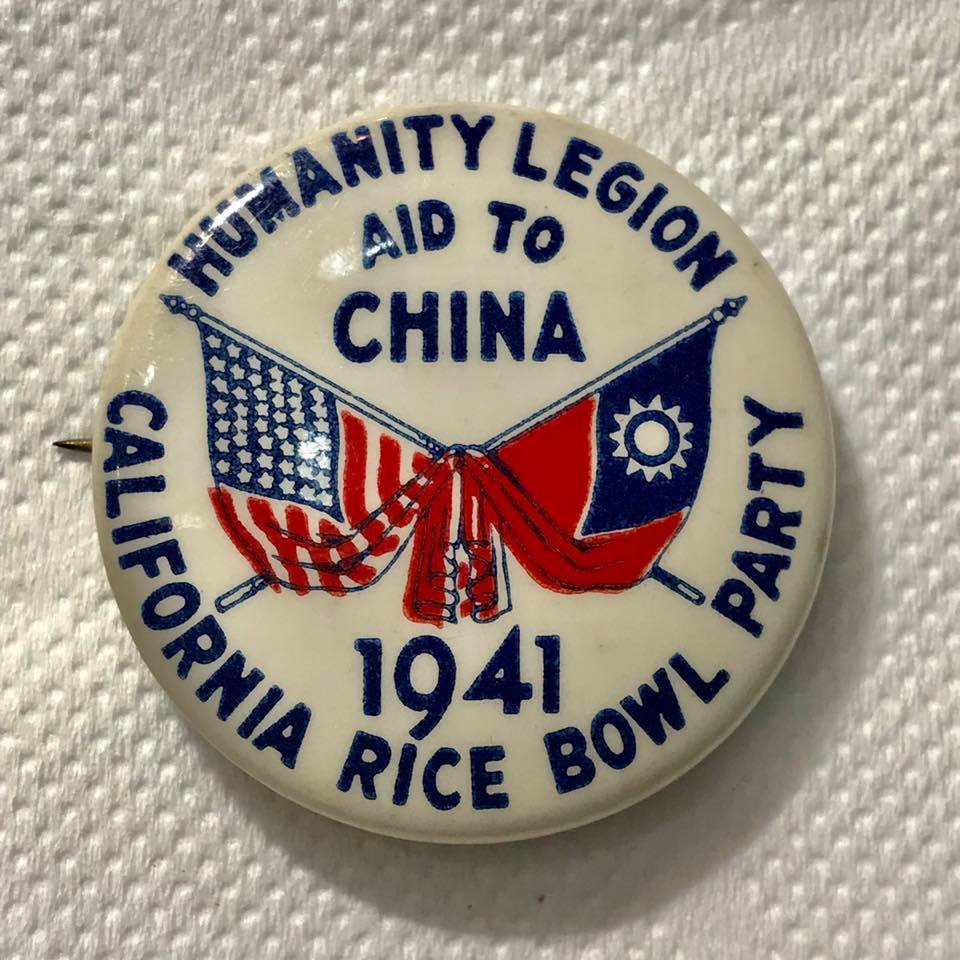 HUMANITY LEGION
AID TO
CHINA
1941
CALIFORNIA RICE BOWL PARTY